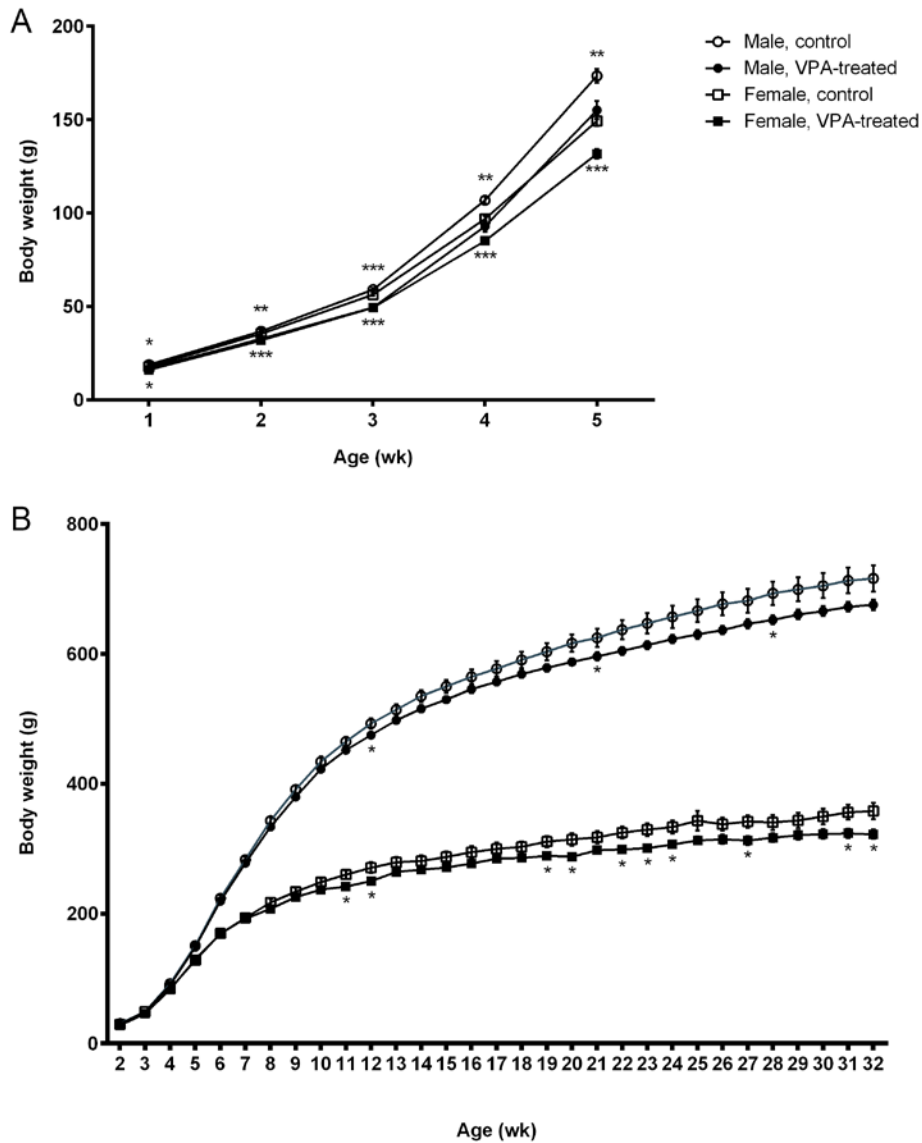 A
Body weight (g)
200
150
100
50
0
*
*
**
***
***
***
**
***
**
***
1 2 3 4 5
Age (wk)
Male, control
Male, VPA-treated
Female, control
Female, VPA-treated
B
Body weight (g)
800
600
400
200
0
* * *
* * * * * * * * * *
2 3 4 5 6 7 8 9 10 11 12 13 14 15 16 17 18 19 20 21 22 23 24 25 26 27 28 29 30 31 32
Age (wk)